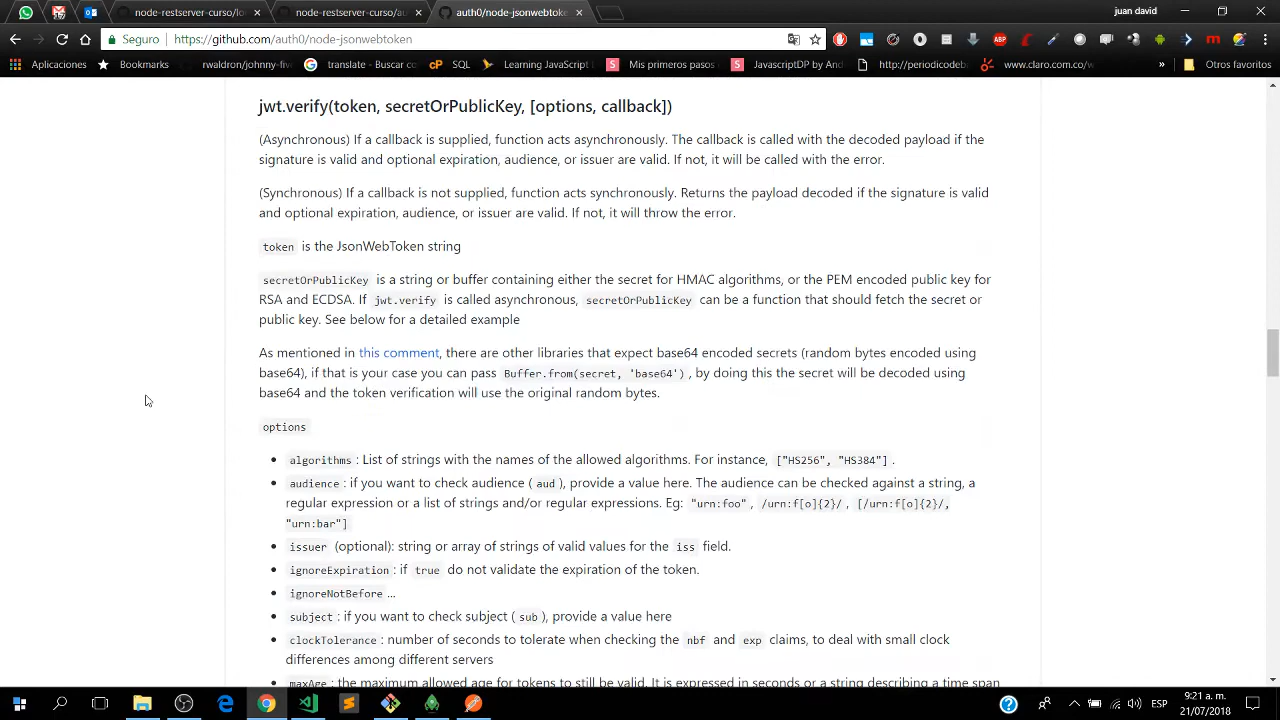 node-restserver-curso/lo
node-restserver-curso/au
auth0/node-jsonwebtoke
juan david
Seguro
https://github.com/auth0/node-jsonwebtoken
Aplicaciones
Bookmarks
rwaldron/johnny-five
translate - Buscar co
SQL
Learning JavaScript
Mis primeros pasos
JavascriptDP by And
http://periodicodeb
www.claro.com.co/w
»
Otros favoritos
jwt.verify(token, secretOrPublicKey, [options, callback])
(Asynchronous) If a callback is supplied, function acts asynchronously. The callback is called with the decoded payload if the
signature is valid and optional expiration, audience, or issuer are valid. If not, it will be called with the error.
(Synchronous) If a callback is not supplied, function acts synchronously. Returns the payload decoded if the signature is valid
and optional expiration, audience, or issuer are valid. If not, it will throw the error.
token is the JsonWebToken string
secretOrPublicKey is a string or buffer containing either the secret for HMAC algorithms, or the PEM encoded public key for
RSA and ECDSA. If jwt.verify is called asynchronous, secretOrPublicKey can be a function that should fetch the secret or
public key. See below for a detailed example
As mentioned in this comment, there are other libraries that expect base64 encoded secrets (random bytes encoded using
base64), if that is your case you can pass Buffer.from(secret, 'base64'), by doing this the secret will be decoded using
base64 and the token verification will use the original random bytes.
options
• algorithms : List of strings with the names of the allowed algorithms. For instance, ["HS256", "HS384"] .
• audience : if you want to check audience ( aud ), provide a value here. The audience can be checked against a string, a
regular expression or a list of strings and/or regular expressions. Eg: "urn:foo" , /urn:f[o]{2}/ , [/urn:f[o]{2}/,
"urn:bar"]
• issuer (optional): string or array of strings of valid values for the iss field.
• ignoreExpiration : if true do not validate the expiration of the token.
• ignoreNotBefore ...
• subject : if you want to check subject ( sub ), provide a value here
• clockTolerance : number of seconds to tolerate when checking the nbf and exp claims, to deal with small clock
differences among different servers
• maxAge : the maximum allowed age for tokens to still be valid. It is expressed in seconds or a string describing a time span
ESP
9:21 a. m.
21/07/2018